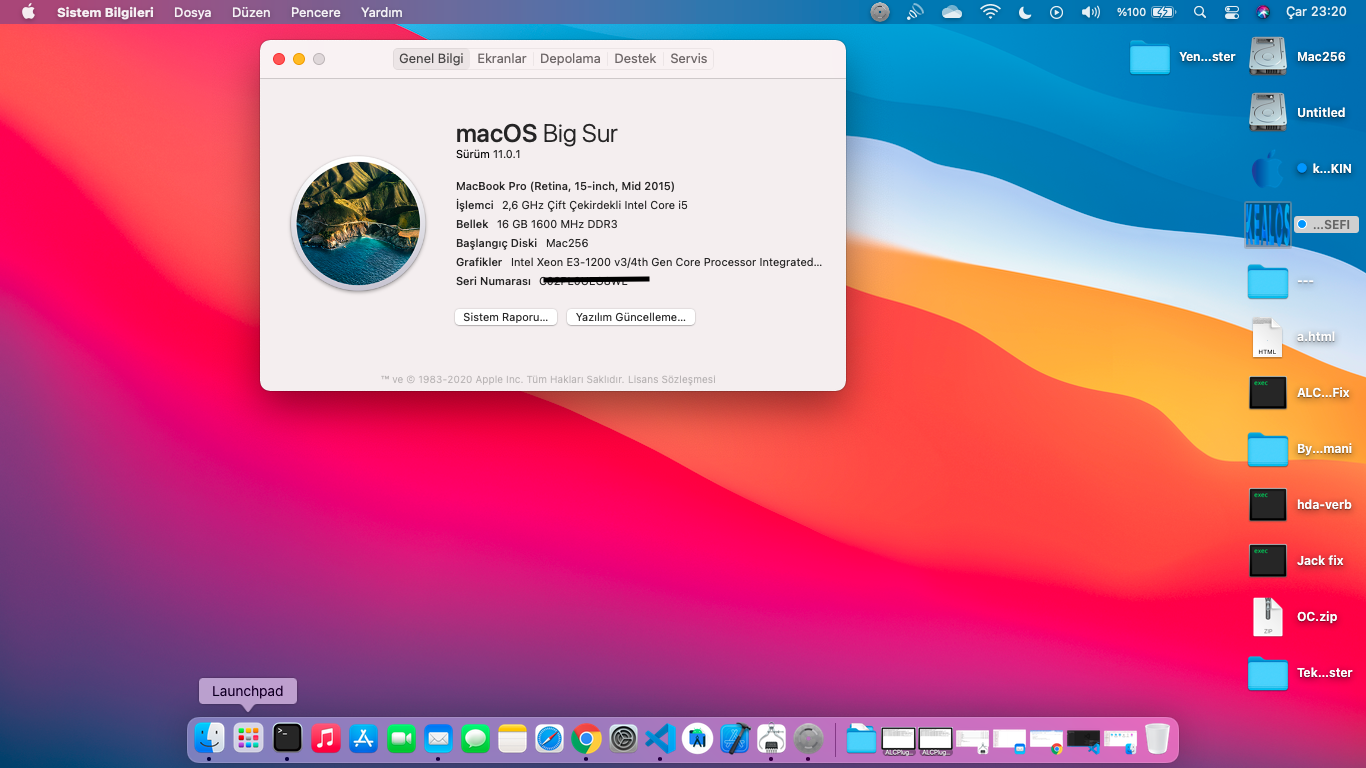 Sistem Bilgileri Dosya Düzen Pencere Yardım %100 Çar 23:20
Genel Bilgi Ekranlar Depolama Destek Servis
macOS Big Sur
Sürüm 11.0.1
MacBook Pro (Retina, 15-inch, Mid 2015)
İşlemci 2,6 GHz Çift Çekirdekli Intel Core i5
Bellek 16 GB 1600 MHz DDR3
Başlangıç Diski Mac256
Grafikler Intel Xeon E3-1200 v3/4th Gen Core Processor Integrated...
Seri Numarası
Sistem Raporu... Yazılım Güncelleme...
™ ve © 1983-2020 Apple Inc. Tüm Hakları Saklıdır. Lisans Sözleşmesi
Yen...ster
Mac256
Untitled
k...KIN
...SEFI
---
a.html
HTML
exec
ALC...Fix
By...mani
exec
hda-verb
exec
Jack fix
OC.zip
ZIP
Tek...ster
Launchpad
ALCPlug... ALCPlug...